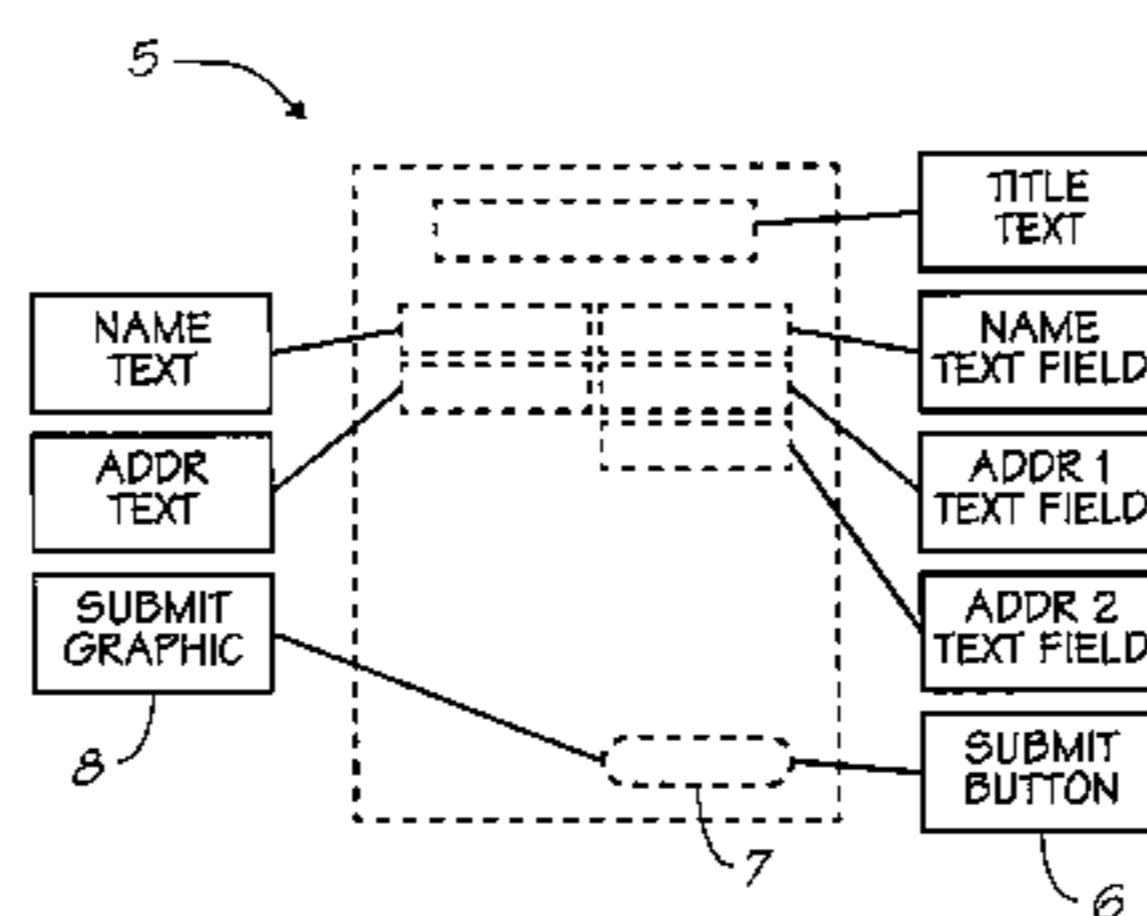 5
TITLE
TEXT
NAME
TEXT
NAME
TEXT FIELD
ADDR
TEXT
ADDR 1
TEXT FIELD
SUBMIT
GRAPHIC
ADDR 2
TEXT FIELD
8
SUBMIT
BUTTON
7
6